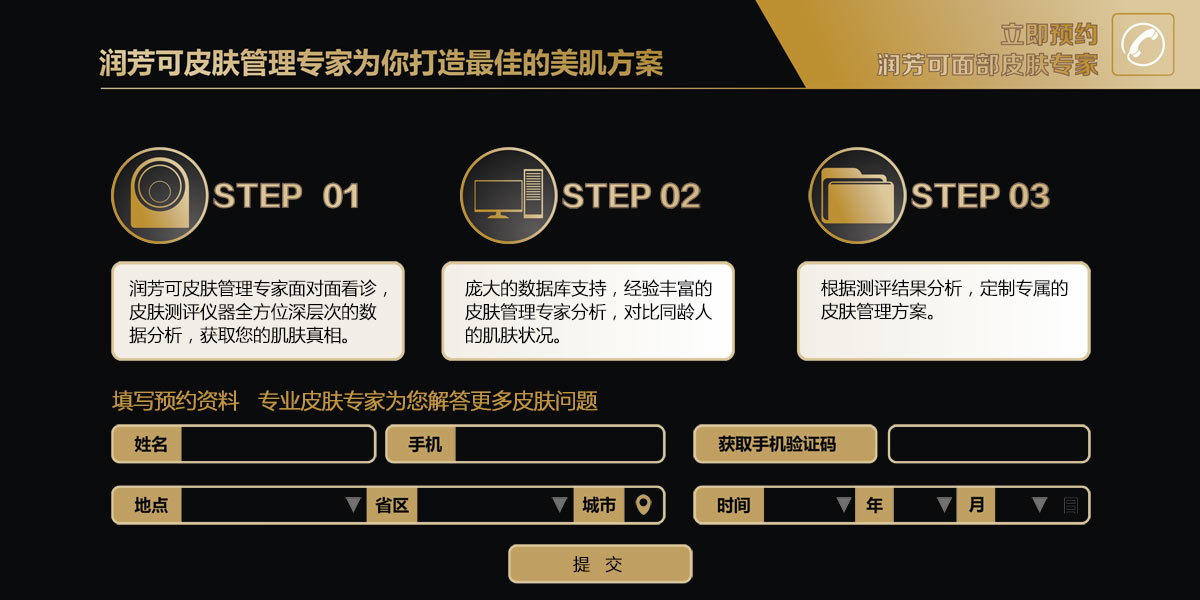 润芳可皮肤管理专家为你打造最佳的美肌方案
立即预约
润芳可面部皮肤专家
STEP 01
STEP 02
STEP 03
润芳可皮肤管理专家面对面看诊，
皮肤测评仪器全方位深层次的数
据分析，获取您的肌肤真相。
庞大的数据库支持，经验丰富的
皮肤管理专家分析，对比同龄人
的肌肤状况。
根据测评结果分析，定制专属的
皮肤管理方案。
填写预约资料 专业皮肤专家为您解答更多皮肤问题
姓名 手机 获取手机验证码
地点 省区 城市 时间 年 月
提 交